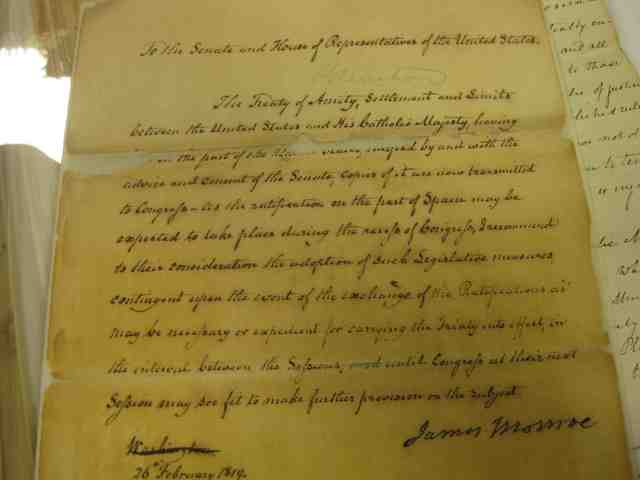 To the Senate and House of Representatives of the United States.
The Treaty of Amity, Settlement and Limits
between the United States and His Catholic Majesty, having
on the part of the United States, ratified by and with the
advice and consent of the Senate, copies of it are now transmitted
to Congress – As the ratification on the part of Spain may be
expected to take place during the recess of Congress, I recommend
to their consideration the adoption of such Legislative measures
contingent upon the event of the exchange of the Ratifications as
may be necessary or expedient for carrying the Treaty into effect, in
the interval between the Sessions, and until Congress at their next
Session may see fit to make further provision on the subject.
James Monroe
Washington
26th February 1819.
and all
to those